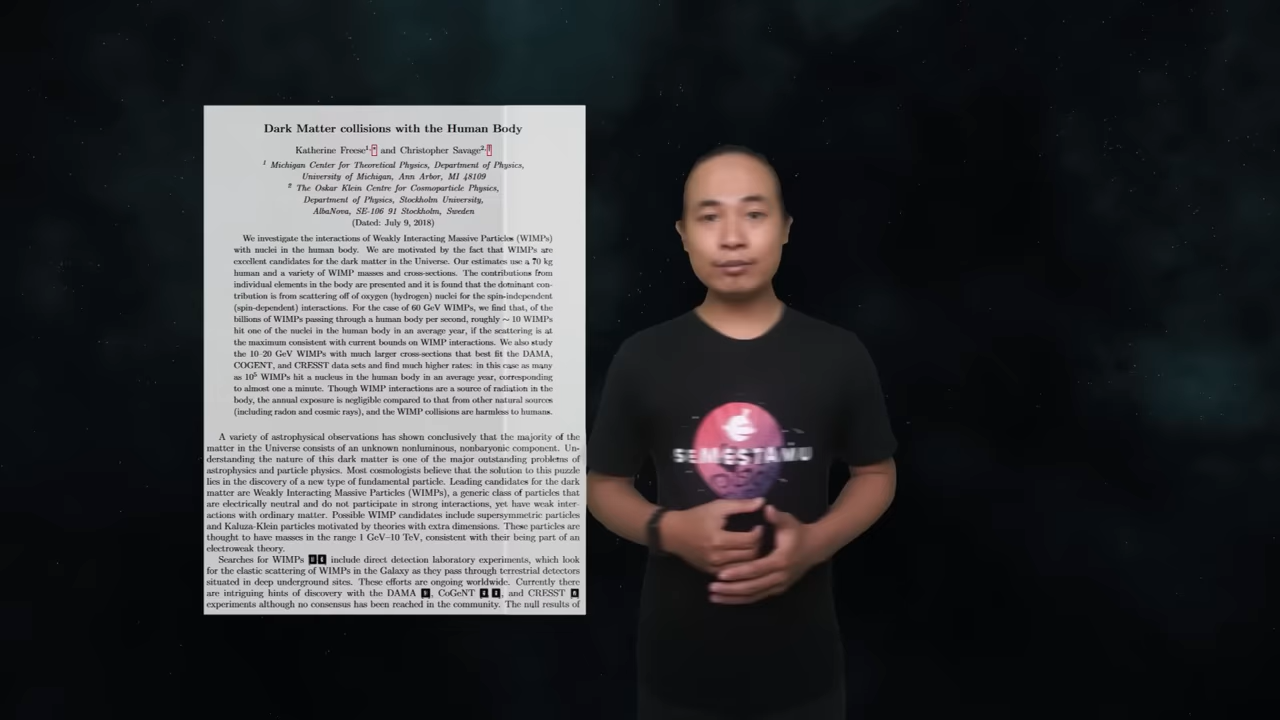 Dark Matter collisions with the Human Body
Katherine Freese1,* and Christopher Savage2,†
1 Michigan Center for Theoretical Physics, Department of Physics,
University of Michigan, Ann Arbor, MI 48109
2 The Oskar Klein Centre for Cosmoparticle Physics,
Department of Physics, Stockholm University,
AlbaNova, SE-106 91 Stockholm, Sweden
(Dated: July 9, 2018)
We investigate the interactions of Weakly Interacting Massive Particles (WIMPs)
with nuclei in the human body. We are motivated by the fact that WIMPs are
excellent candidates for the dark matter in the Universe. Our estimates use a 70 kg
human and a variety of WIMP masses and cross-sections. The contributions from
individual elements in the body are presented and it is found that the dominant con-
tribution is from scattering off of oxygen (hydrogen) nuclei for the spin-independent
(spin-dependent) interactions. For the case of 60 GeV WIMPs, we find that, of the
billions of WIMPs passing through a human body per second, roughly ∼ 10 WIMPs
hit one of the nuclei in the human body in an average year, if the scattering is at
the maximum consistent with current bounds on WIMP interactions. We also study
the 10-20 GeV WIMPs with much larger cross-sections that best fit the DAMA,
COGENT, and CRESST data sets and find much higher rates: in this case as many
as 10⁵ WIMPs hit a nucleus in the human body in an average year, corresponding
to almost one a minute. Though WIMP interactions are a source of radiation in the
body, the annual exposure is negligible compared to that from other natural sources
(including radon and cosmic rays), and the WIMP collisions are harmless to humans.
A variety of astrophysical observations has shown conclusively that the majority of the
matter in the Universe consists of an unknown nonluminous, nonbaryonic component. Un-
derstanding the nature of this dark matter is one of the major outstanding problems of
astrophysics and particle physics. Most cosmologists believe that the solution to this puzzle
lies in the discovery of a new type of fundamental particle. Leading candidates for the dark
matter are Weakly Interacting Massive Particles (WIMPs), a generic class of particles that
are electrically neutral and do not participate in strong interactions, yet have weak inter-
actions with ordinary matter. Possible WIMP candidates include supersymmetric particles
and Kaluza-Klein particles motivated by theories with extra dimensions. These particles are
thought to have masses in the range 1 GeV–10 TeV, consistent with their being part of an
electroweak theory.
Searches for WIMPs include direct detection laboratory experiments, which look
for the elastic scattering of WIMPs in the Galaxy as they pass through terrestrial detectors
situated in deep underground sites. These efforts are ongoing worldwide. Currently there
are intriguing hints of discovery with the DAMA , CoGeNT , and CRESST
experiments although no consensus has been reached in the community. The null results of
SEMESTAMU